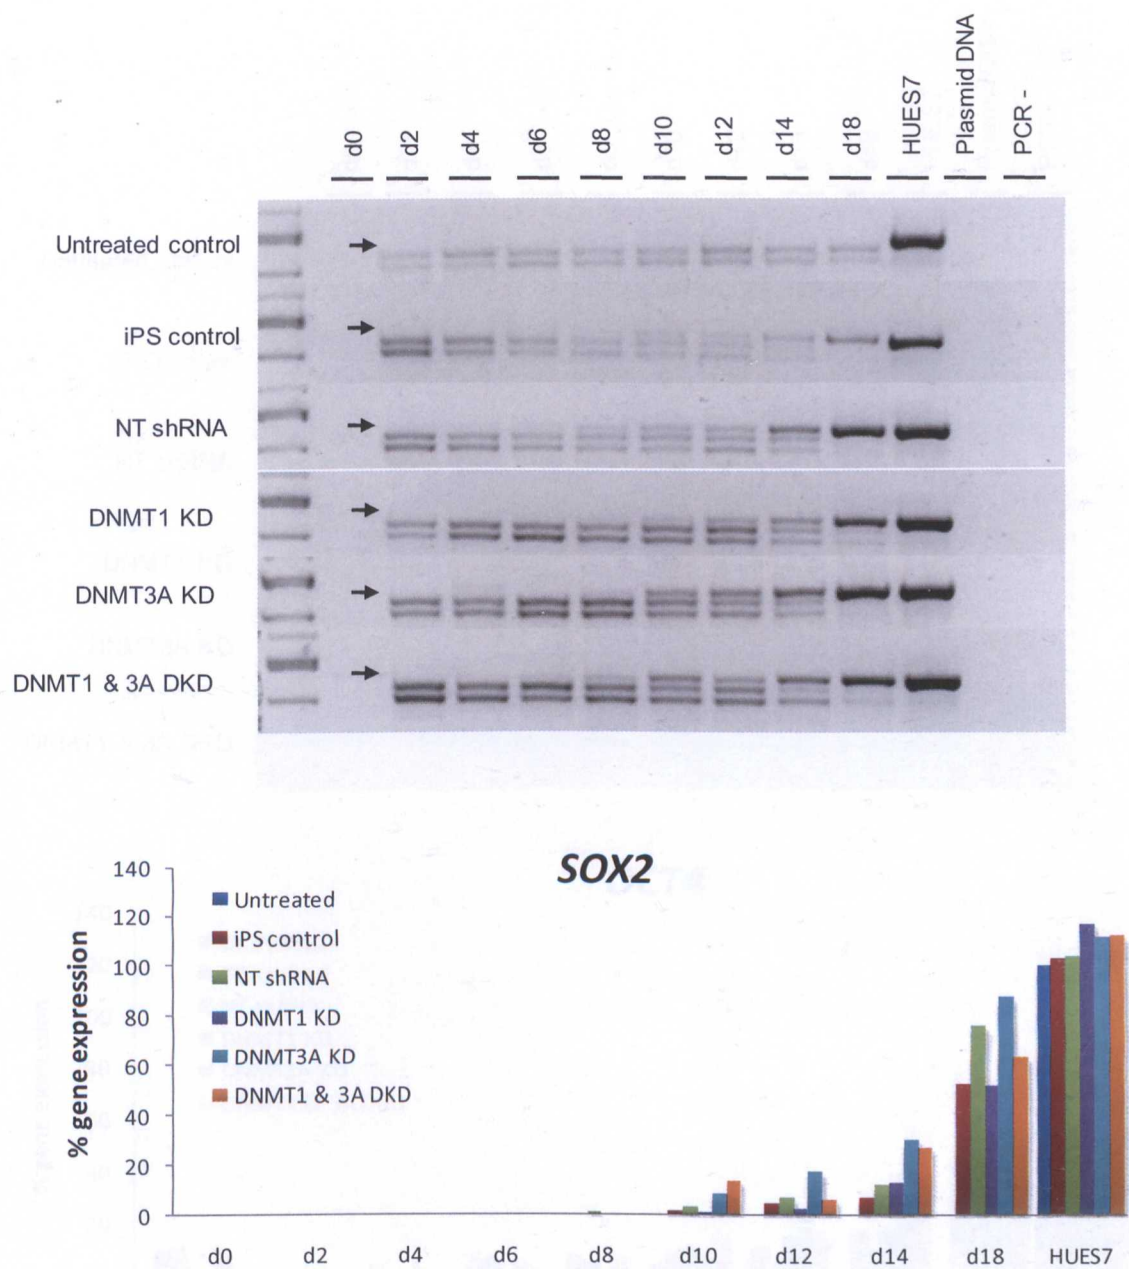 d0 d2 d4 d6 d8 d10 d12 d14 d18 HUES7 Plasmid DNA PCR -
Untreated control
iPS control
NT shRNA
DNMT1 KD
DNMT3A KD
DNMT1 & 3A DKD
SOX2
% gene expression
140
120
100
80
60
40
20
0
Untreated
iPS control
NT shRNA
DNMT1 KD
DNMT3A KD
DNMT1 & 3A DKD
d0 d2 d4 d6 d8 d10 d12 d14 d18 HUES7